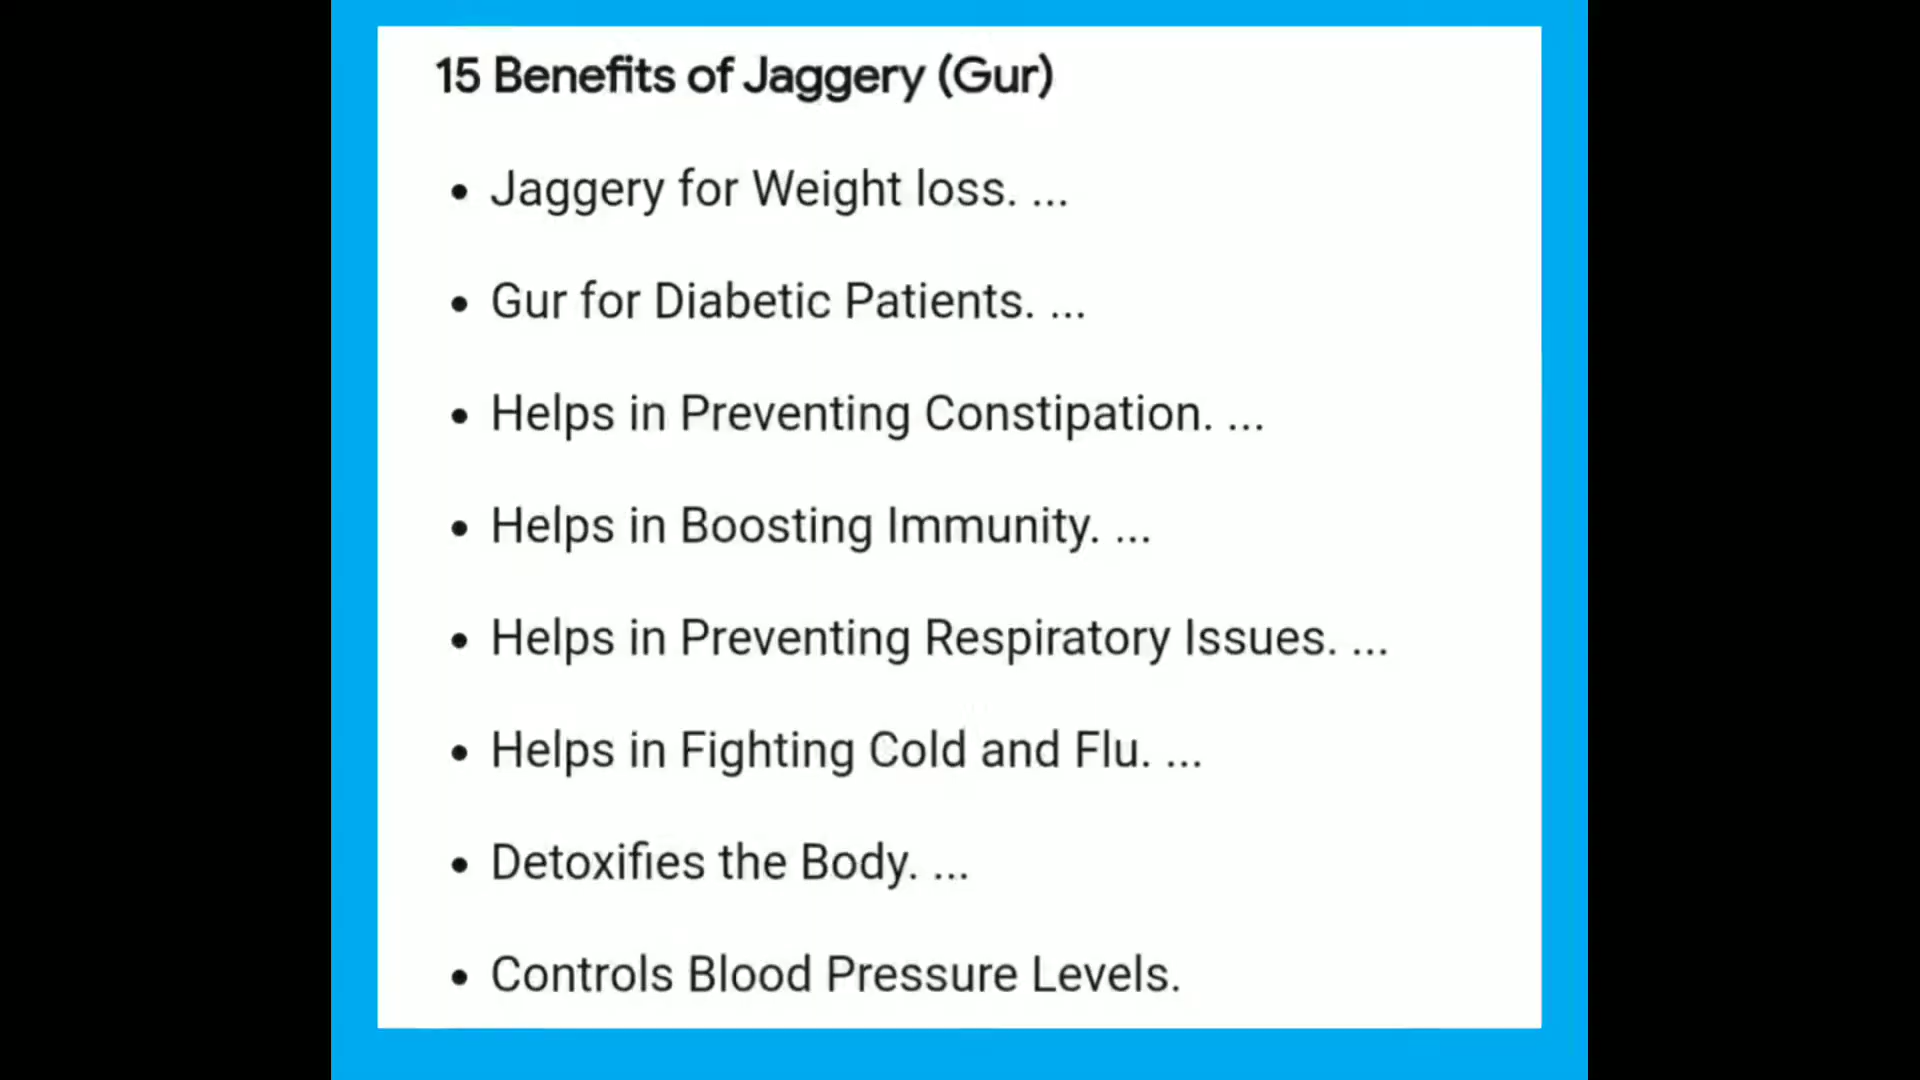 15 Benefits of Jaggery (Gur)
• Jaggery for Weight loss. ...
• Gur for Diabetic Patients. ...
• Helps in Preventing Constipation. ...
• Helps in Boosting Immunity. ...
• Helps in Preventing Respiratory Issues. ...
• Helps in Fighting Cold and Flu. ...
• Detoxifies the Body. ...
• Controls Blood Pressure Levels.